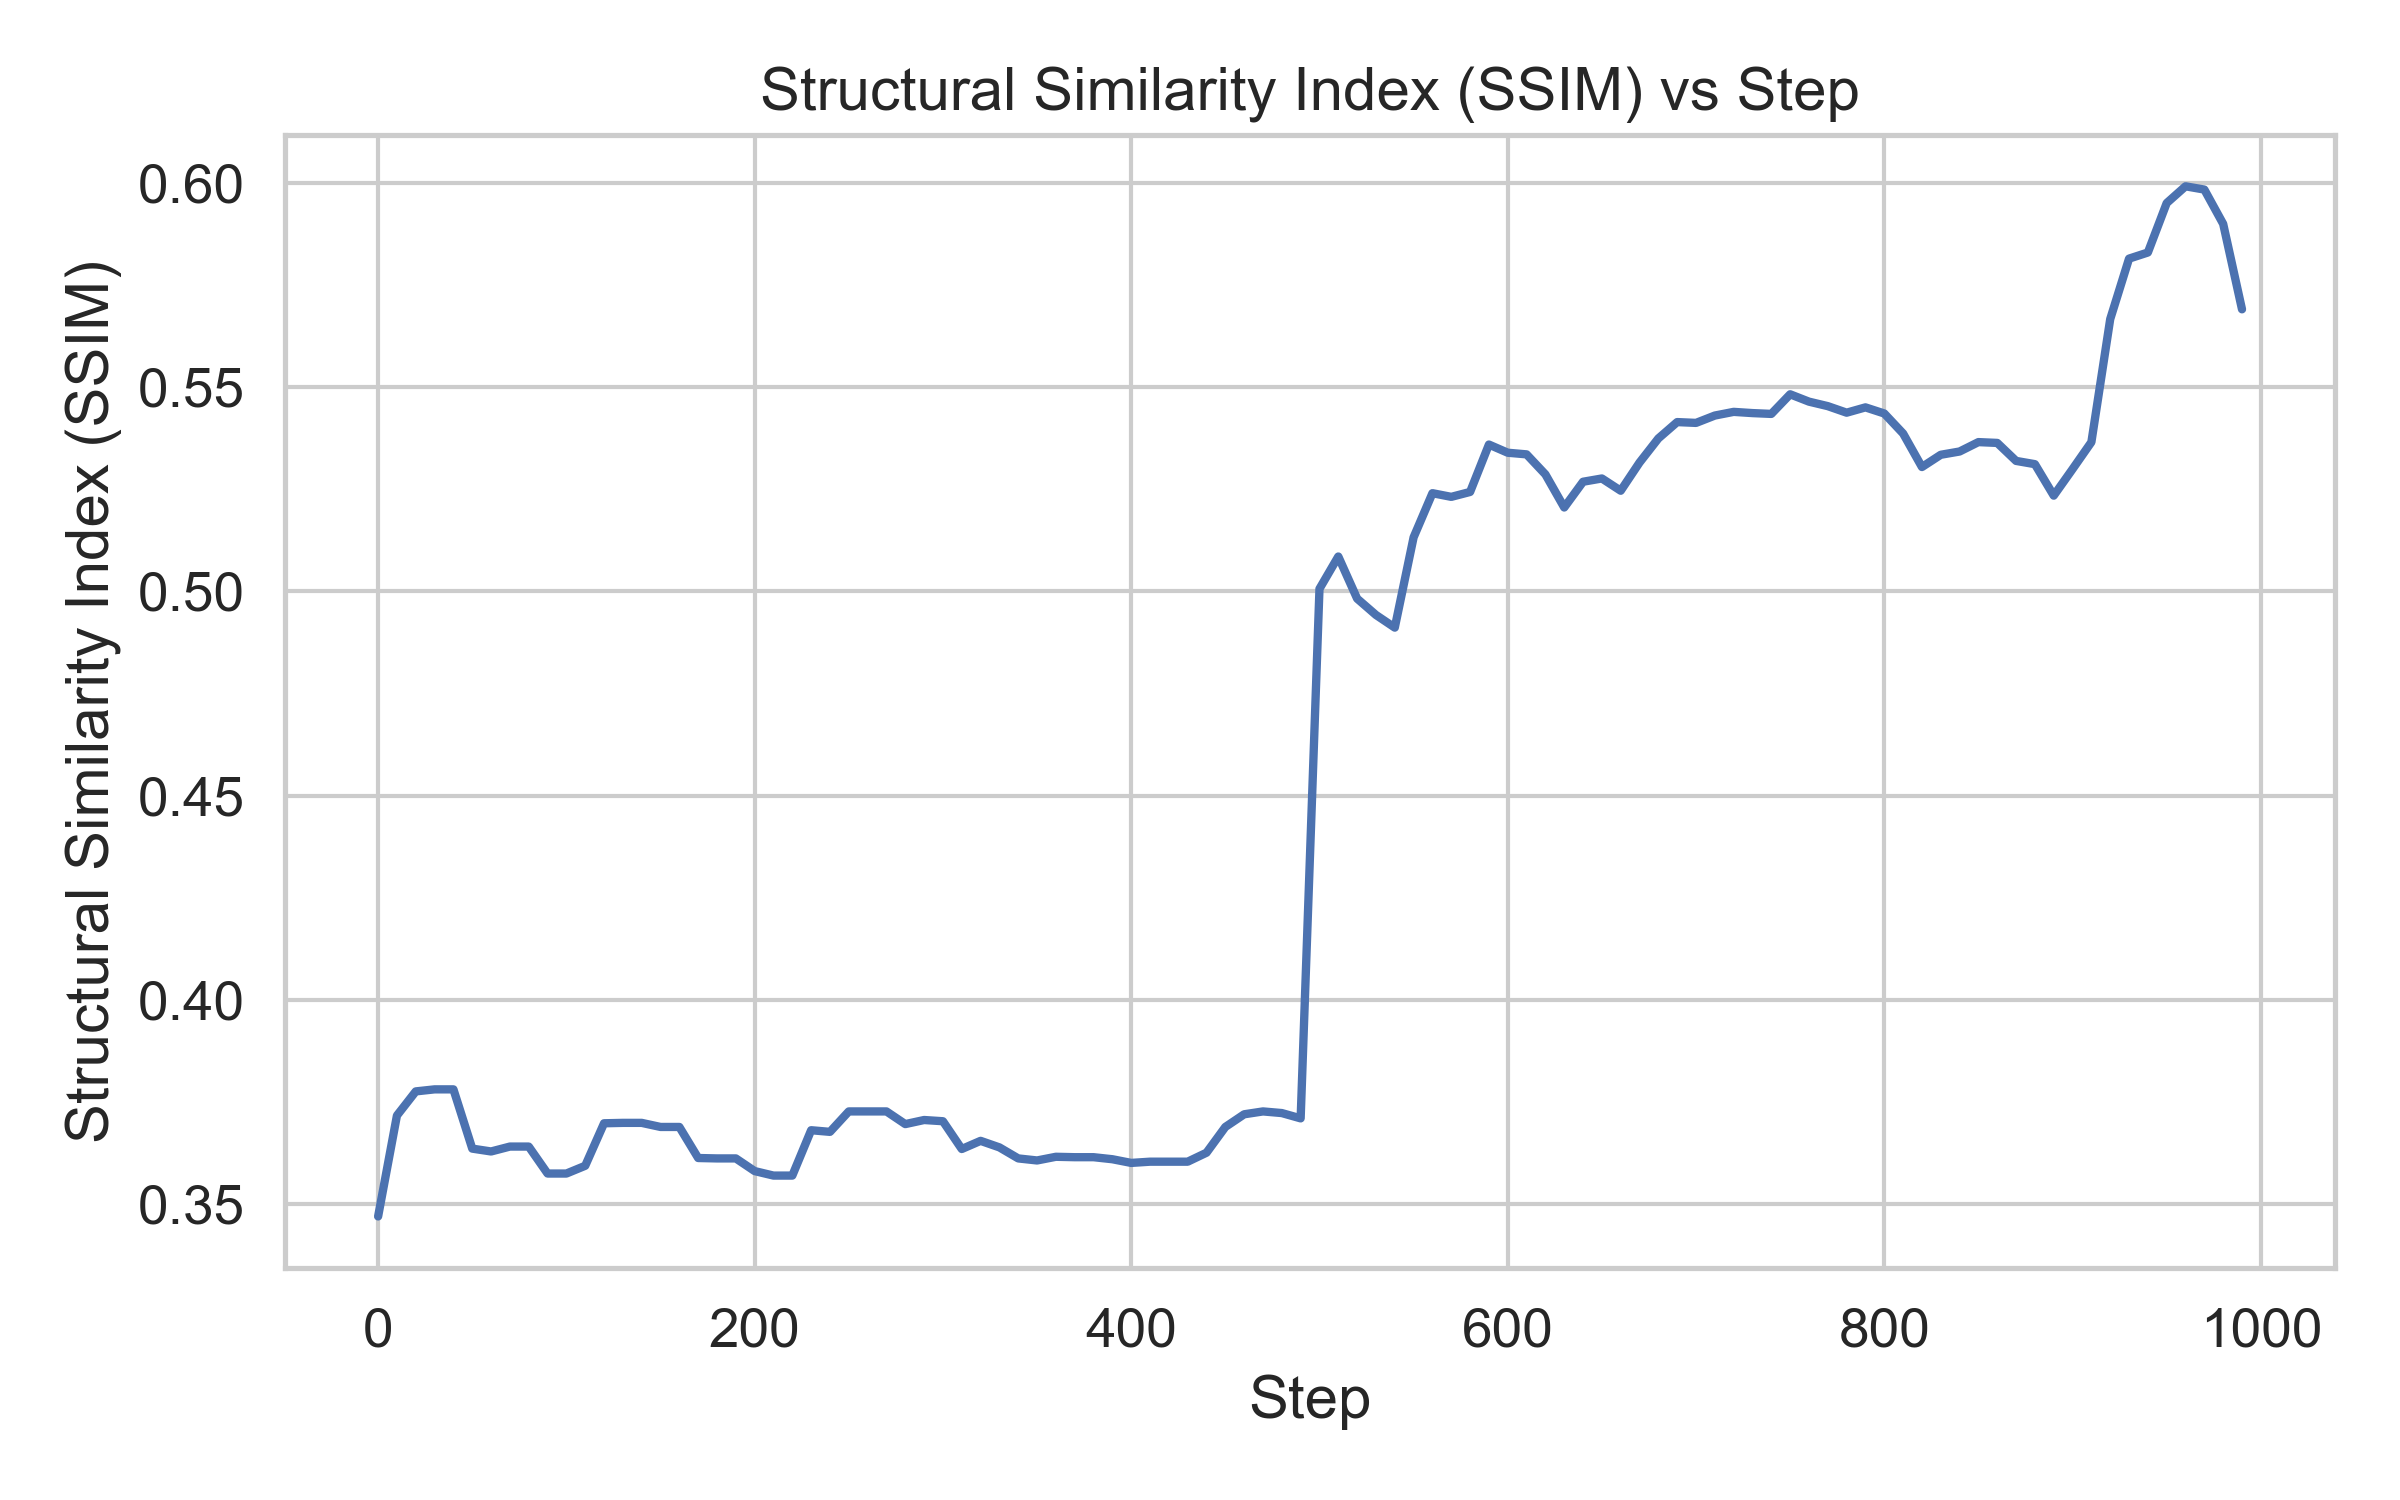 Structural Similarity Index (SSIM) vs Step
Structural Similarity Index (SSIM)
0.60
0.55
0.50
0.45
0.40
0.35
0 200 400 600 800 1000
Step